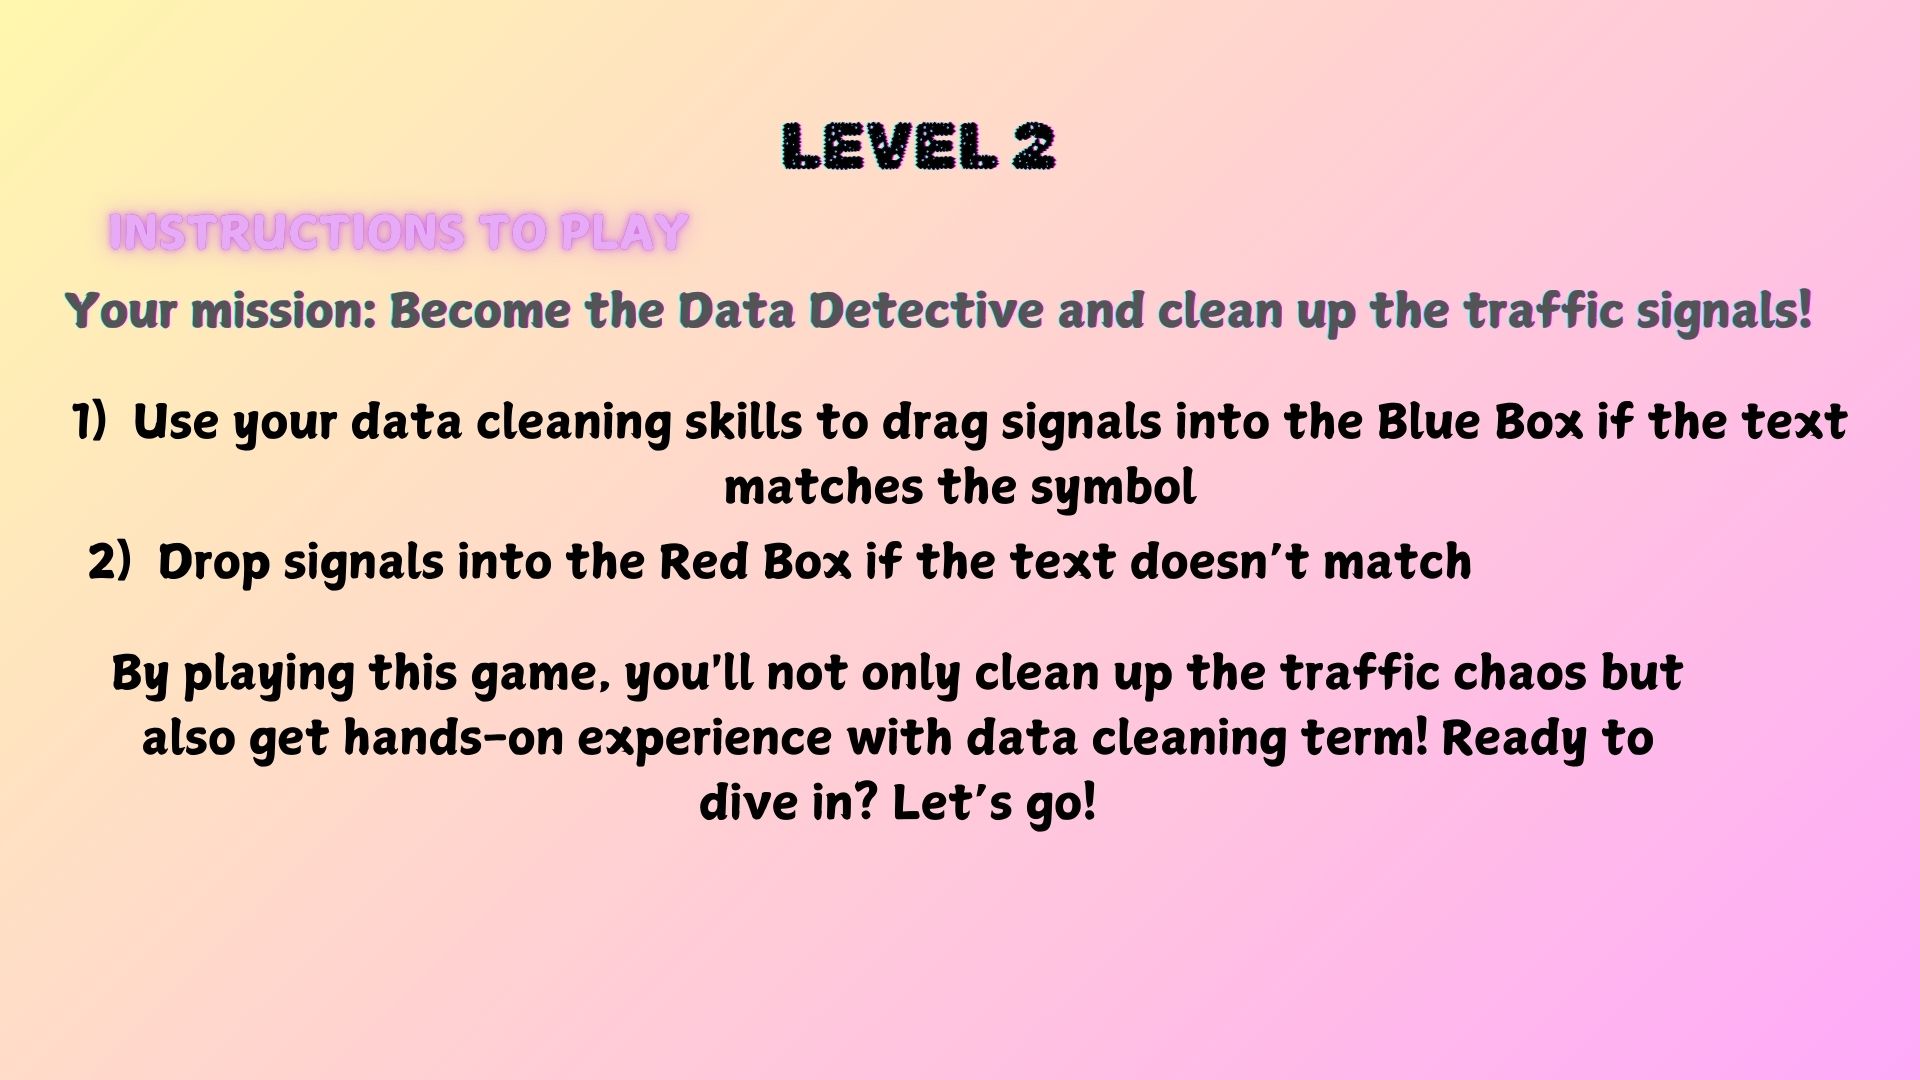 LEVEL 2
INSTRUCTIONS TO PLAY
Your mission: Become the Data Detective and clean up the traffic signals!
1) Use your data cleaning skills to drag signals into the Blue Box if the text
matches the symbol
2) Drop signals into the Red Box if the text doesn’t match
By playing this game, you'll not only clean up the traffic chaos but
also get hands-on experience with data cleaning term! Ready to
dive in? Let’s go!